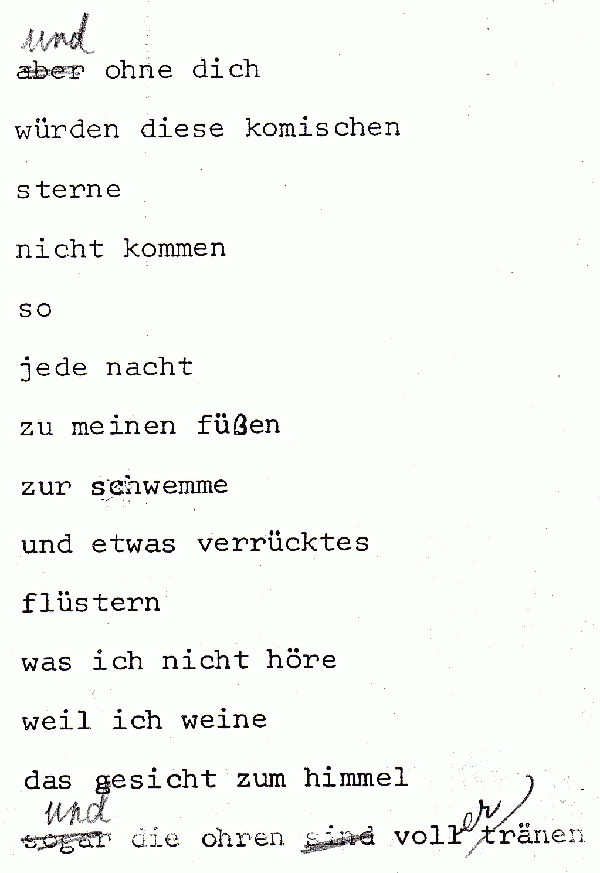 und
aber ohne dich
würden diese komischen
sterne
nicht kommen
so
jede nacht
zu meinen füßen
zur schwemme
und etwas verrücktes
flüstern
was ich nicht höre
weil ich weine
das gesicht zum himmel
und er
sogar die ohren sind voll tränen